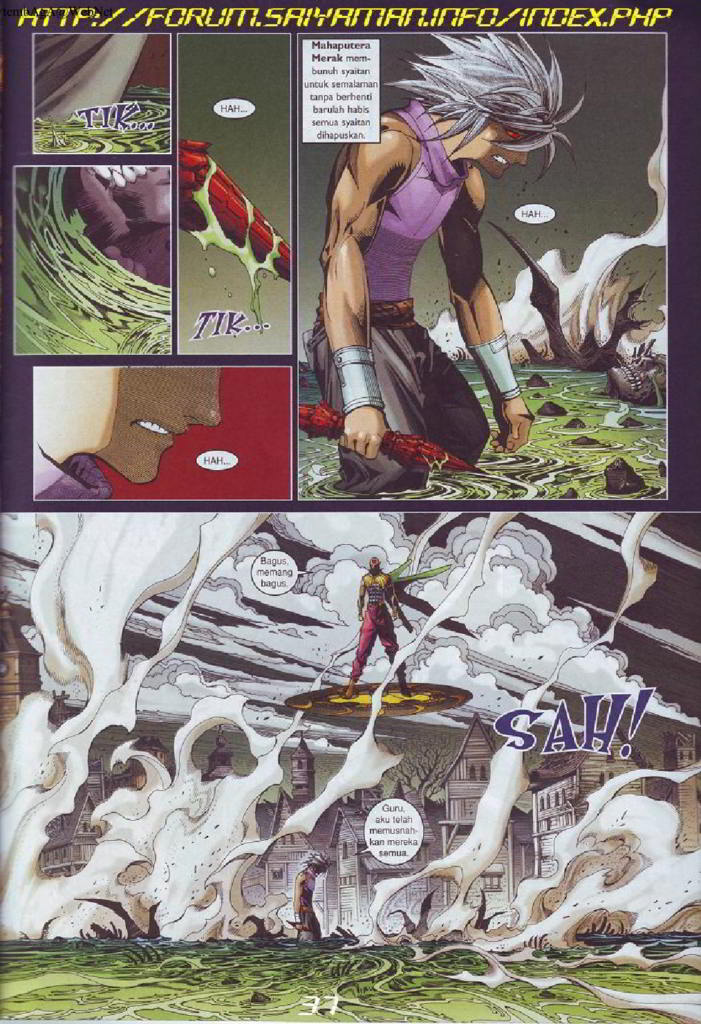 HTTP://FORUM.SAIYAMAN.INFO/INDEX.PHP
TIK...
HAH...
TIK...
Mahaputera
Merak mem-
bunuh syaitan
untuk semalaman
tanpa berhenti
barulah habis
semua syaitan
dihapuskan.
HAH...
HAH...
Bagus,
memang
bagus.
SAH!
Guru,
aku telah
memusnah-
kan mereka
semua.
37